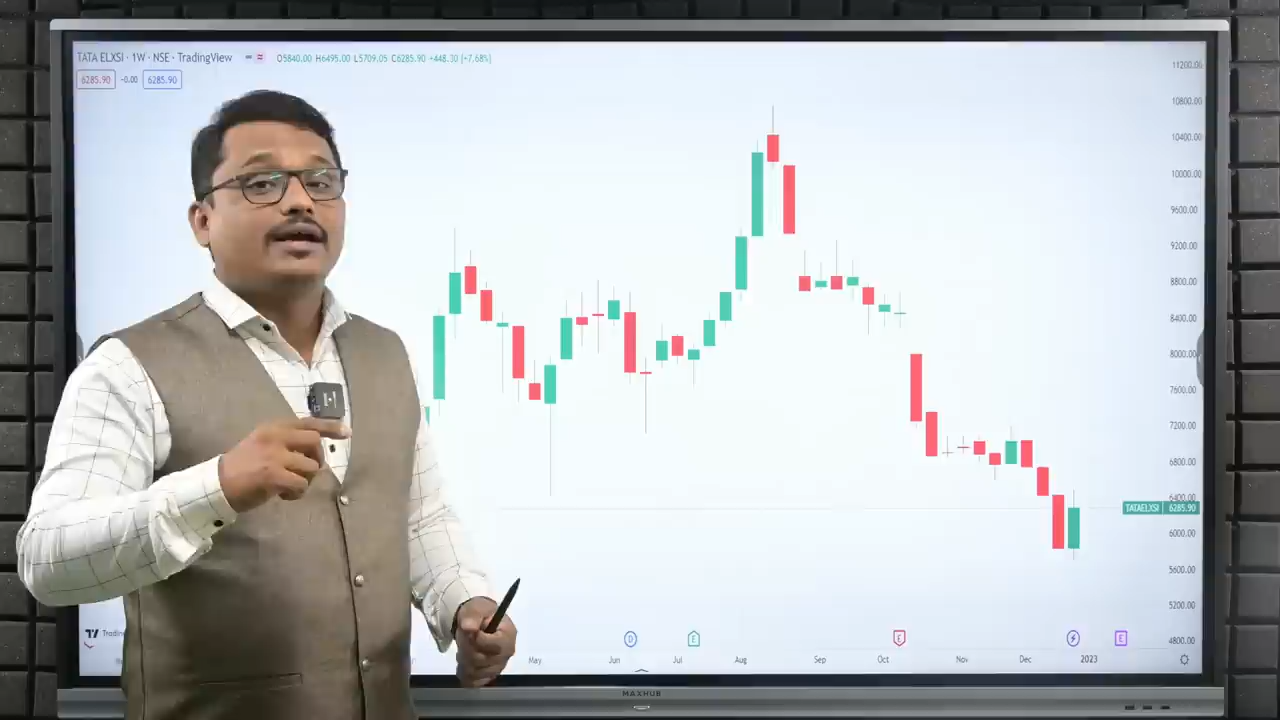 TATA ELXSI · 1W · NSE · TradingView O5840.00 H6495.00 L5709.05 C6285.90 +448.30 (+7.68%)
6285.90 -0.00 6285.90
11200.00
10800.00
10400.00
10000.00
9600.00
9200.00
8800.00
8400.00
8000.00
7600.00
7200.00
6800.00
6400.00
TATAELXSI 6285.90
6000.00
5600.00
5200.00
4800.00
D E E E
May Jun Jul Aug Sep Oct Nov Dec 2023
MAXHUB